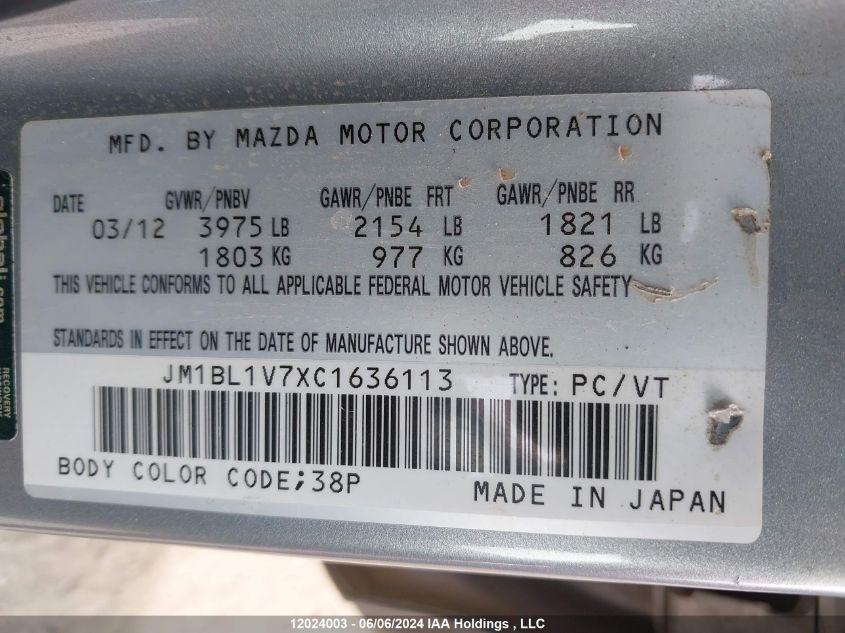 MFD. BY MAZDA MOTOR CORPORATION
DATE GVWR/PNBV GAWR/PNBE FRT GAWR/PNBE RR
03/12 3975 LB 2154 LB 1821 LB
1803 KG 977 KG 826 KG
THIS VEHICLE CONFORMS TO ALL APPLICABLE FEDERAL MOTOR VEHICLE SAFETY
STANDARDS IN EFFECT ON THE DATE OF MANUFACTURE SHOWN ABOVE.
JM1BL1V7XC1636113 TYPE: PC/VT
BODY COLOR CODE;38P MADE IN JAPAN
RECOVERY
12024003 - 06/06/2024 IAA Holdings , LLC